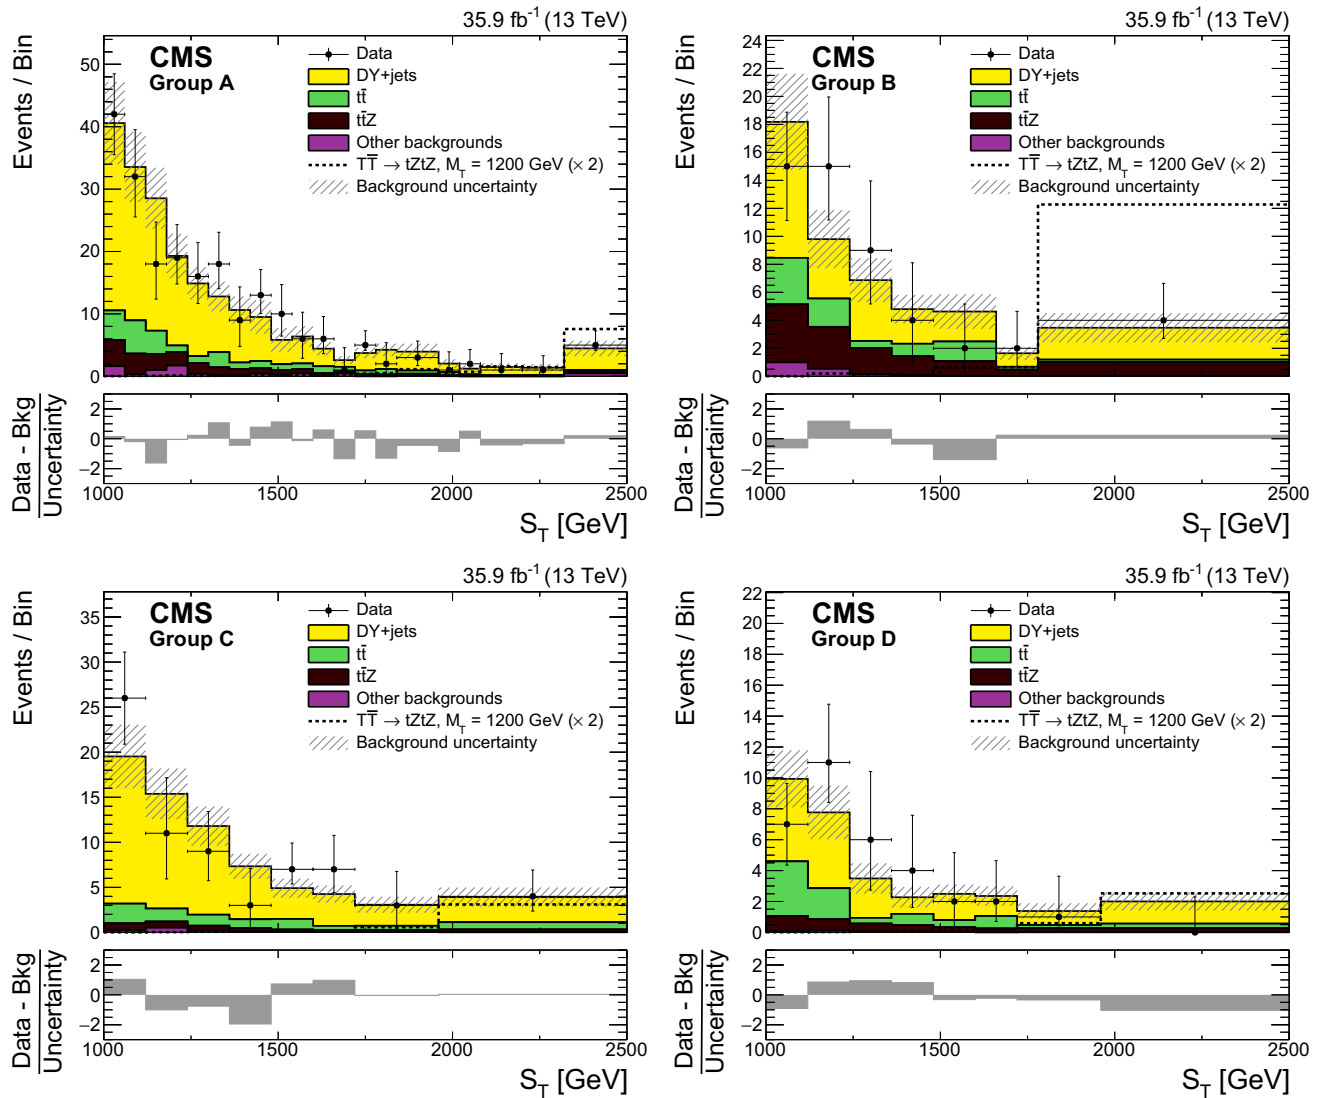 35.9 fb⁻¹ (13 TeV)
Events / Bin
CMS
Group A
Data
DY+jets
tt̄
tt̄Z
Other backgrounds
TT̅ → tZtZ, M_T = 1200 GeV (× 2)
Background uncertainty
50
40
30
20
10
0
Data - Bkg
Uncertainty
2
0
−2
1000 1500 2000 2500
S_T [GeV]
35.9 fb⁻¹ (13 TeV)
Events / Bin
CMS
Group B
Data
DY+jets
tt̄
tt̄Z
Other backgrounds
TT̅ → tZtZ, M_T = 1200 GeV (× 2)
Background uncertainty
24
22
20
18
16
14
12
10
8
6
4
2
0
Data - Bkg
Uncertainty
2
0
−2
1000 1500 2000 2500
S_T [GeV]
35.9 fb⁻¹ (13 TeV)
Events / Bin
CMS
Group C
Data
DY+jets
tt̄
tt̄Z
Other backgrounds
TT̅ → tZtZ, M_T = 1200 GeV (× 2)
Background uncertainty
35
30
25
20
15
10
5
0
Data - Bkg
Uncertainty
2
0
−2
1000 1500 2000 2500
S_T [GeV]
35.9 fb⁻¹ (13 TeV)
Events / Bin
CMS
Group D
Data
DY+jets
tt̄
tt̄Z
Other backgrounds
TT̅ → tZtZ, M_T = 1200 GeV (× 2)
Background uncertainty
22
20
18
16
14
12
10
8
6
4
2
0
Data - Bkg
Uncertainty
2
0
−2
1000 1500 2000 2500
S_T [GeV]